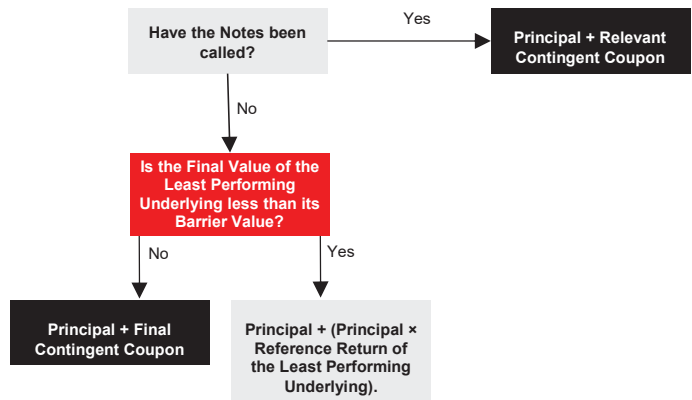 Have the Notes been
called?
Yes
Principal + Relevant
Contingent Coupon
No
Is the Final Value of the
Least Performing
Underlying less than its
Barrier Value?
No
Yes
Principal + Final
Contingent Coupon
Principal + (Principal ×
Reference Return of
the Least Performing
Underlying).